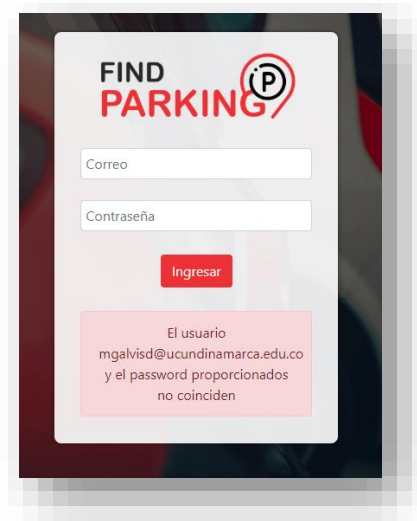 FIND
PARKING
P
Correo
Contraseña
Ingresar
El usuario
mgalvisd@ucundinamarca.edu.co
y el password proporcionados
no coinciden